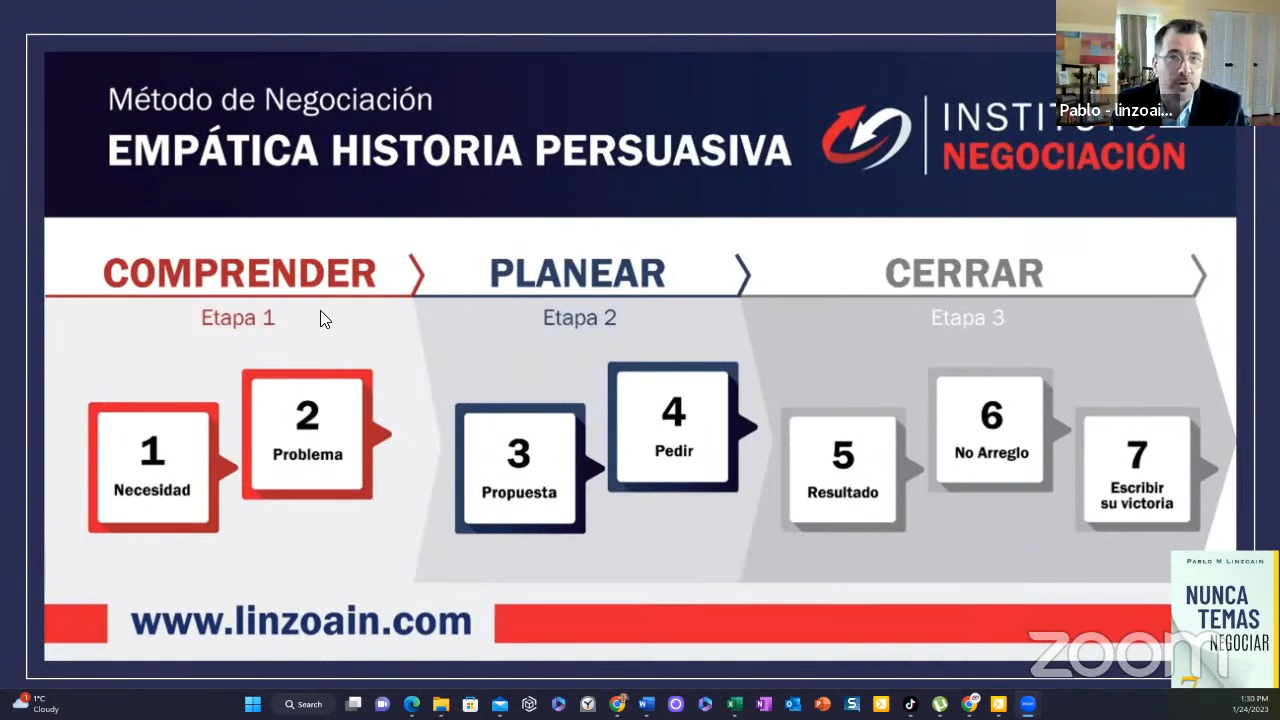 Método de Negociación
EMPÁTICA HISTORIA PERSUASIVA
NEGOCIACIÓN
Pablo - linzoai...
COMPRENDER
PLANEAR
CERRAR
Etapa 1
Etapa 2
Etapa 3
1
Necesidad
2
Problema
3
Propuesta
4
Pedir
5
Resultado
6
No Arreglo
7
Escribir
su victoria
www.linzoain.com
PABLO M LINZOAIN
NUNCA
TEMAS
NEGOCIAR
7
zoom
1
1°C
Cloudy
Search
1:30 PM
1/24/2023